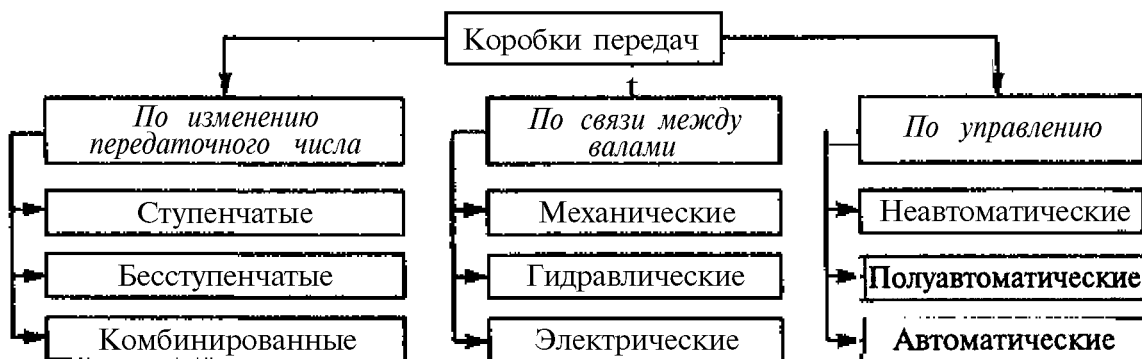 Коробки передач
По изменению
передаточного числа
Ступенчатые
Бесступенчатые
Комбинированные
По связи между
валами
Механические
Гидравлические
Электрические
По управлению
Неавтоматические
Полуавтоматические
Автоматические